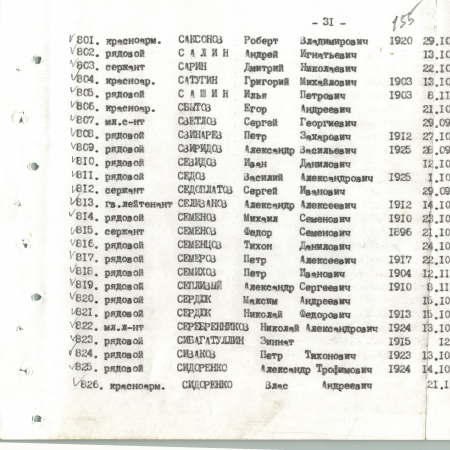 - 31 -
155
801. красноарм. САКСОНОВ Роберт Владимирович 1920 29.10
802. рядовой САЛИН Андрей Игнатьевич 13.10
803. сержант САРИН Дмитрий Николаевич 22.10
804. красноар. САТУГИН Григорий Михайлович 1903 13.10
805. рядовой САШИН Илья Петрович 1903 8.11
806. красноар. СБЫТОВ Егор Андреевич 21.10
807. мл.с-нт СВЕТЛОВ Сергей Георгиевич 29.09
808. рядовой СВИНАРЕВ Петр Захарович 1912 27.10
809. рядовой СВИРИДОВ Александр Васильевич 1925 28.09
810. рядовой СЕВИДОВ Иван Данилович 12.10
811. рядовой СЕДОВ Василий Александрович 1925 1.10
812. сержант СЕДОПЛАТОВ Сергей Иванович 29.09
813. гв.лейтенант СЕЛИВАНОВ Александр Алексеевич 1912 14.10
814. рядовой СЕМЕНОВ Михаил Семенович 1910 23.10
815. сержант СЕМЕНОВ Федор Семенович 1896 21.10
816. рядовой СЕМЕНЦОВ Тихон Данилович 24.10
817. рядовой СЕМЕРОВ Петр Алексеевич 1917 22.10
818. рядовой СЕМИХОВ Петр Иванович 1904 12.11
819. рядовой СЕПЛИВЫЙ Александр Сергеевич 1910 8.11
820. рядовой СЕРДЮК Максим Андреевич 15.10
821. рядовой СЕРДЮК Николай Федорович 1913 15.10
822. мл.л-нт СЕРЕБРЕННИКОВ Николай Александрович 1924 13.10
823. рядовой СИБАГАТУЛЛИН Зиннат 1915 12
824. рядовой СИВАКОВ Петр Тихонович 1923 13.10
825. рядовой СИДОРЕНКО Александр Трофимович 1924 14.10
826. красноарм. СИДОРЕНКО Влас Андреевич 21.1